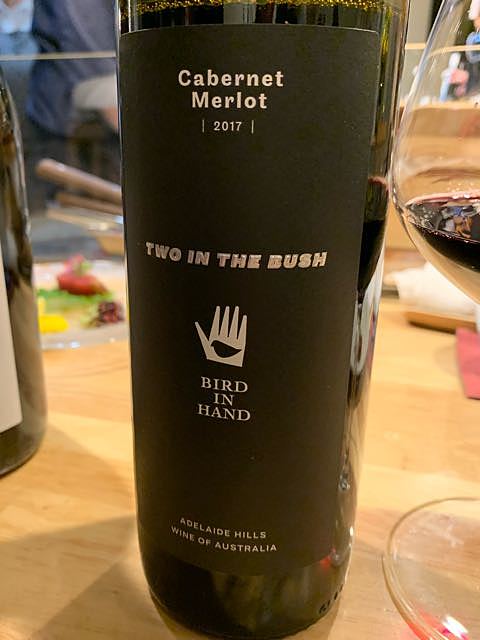 Cabernet
Merlot
| 2017 |
TWO IN THE BUSH
BIRD
IN
HAND
ADELAIDE HILLS
WINE OF AUSTRALIA